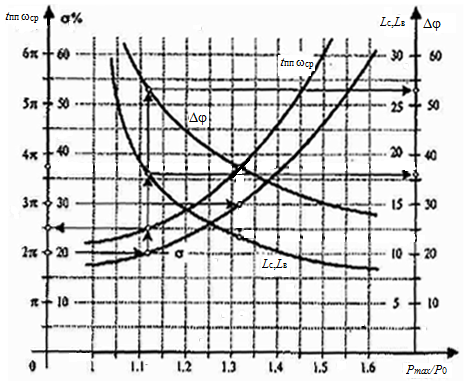 tпп ωср σ% Lc,Lв Δφ
6π 60 30 60
tпп ωср
5π 50 25 50
Δφ
4π 40 20 40
3π 30 15 30
2π 20 σ Lc,Lв 10 20
π 10 5 10
0 1 1.1 1.2 1.3 1.4 1.5 1.6 0 Pmax/P0